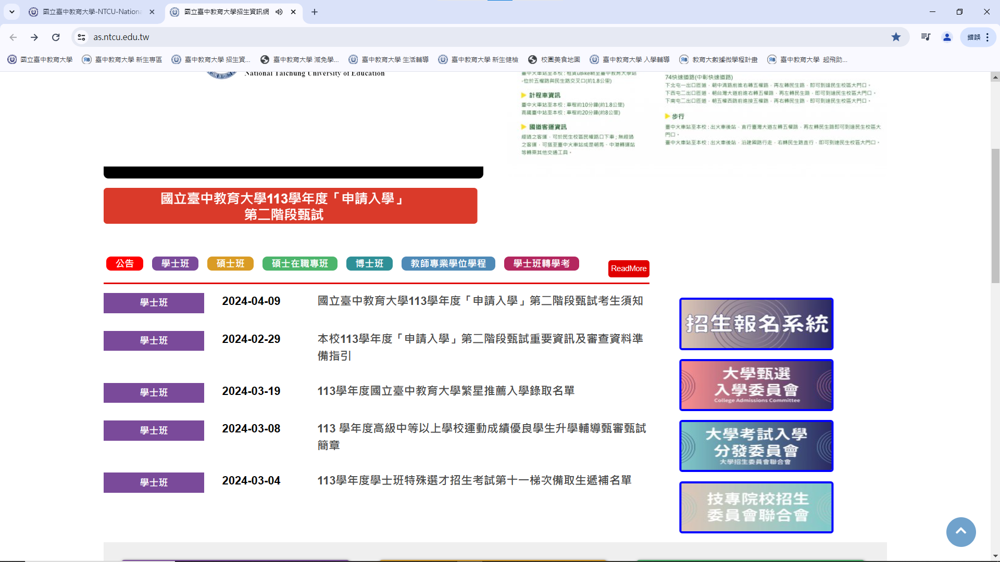 國立臺中教育大學-NTCU-Nationa
國立臺中教育大學招生資訊網
as.ntcu.edu.tw
錯誤
國立臺中教育大學
臺中教育大學 新生專區
臺中教育大學 招生資...
臺中教育大學 減免學...
臺中教育大學 生活輔導
臺中教育大學 新生健檢
校園美食地圖
臺中教育大學 入學輔導
教育大數據微學程計畫
臺中教育大學 起飛助...
National Taichung University of Education
臺中火車站至本校：租賃uBike騎至臺中教育大學站
-位於五權路與民生路交叉口(約1.8公里)
計程車資訊
臺中火車站至本校：車程約10分鐘(約1.8公里)
高鐵臺中站至本校：車程約20分鐘(約8公里)
國道客運資訊
經過之客運，可於民生校區民權路口下車；無經過
之客運，可搭至臺中火車站或是朝馬、中港轉運站
等轉乘其他交通工具。
74快速道路(中彰快速道路)
下北屯一出口匝道，朝中清路前進右轉五權路，再左轉民生路，即可到達民生校區大門口。
下西屯二出口匝道，朝台灣大道前進右轉五權路，再左轉民生路，即可到達民生校區大門口。
下南屯二出口匝道，朝五權西路前進接五權路，再右轉民生路，即可到達民生校區大門口。
步行
臺中火車站至本校：出火車後站，直行臺灣大道左轉五權路，再左轉民生路即可到達民生校區大
門口。
臺中火車站至本校：出火車後站，沿建國路行走，右轉民生路直行，即可到達民生校區大門口。
國立臺中教育大學113學年度「申請入學」
第二階段甄試
公告
學士班
碩士班
碩士在職專班
博士班
教師專業學位學程
學士班轉學考
ReadMore
學士班 2024-04-09 國立臺中教育大學113學年度「申請入學」第二階段甄試考生須知
學士班 2024-02-29 本校113學年度「申請入學」第二階段甄試重要資訊及審查資料準
備指引
學士班 2024-03-19 113學年度國立臺中教育大學繁星推薦入學錄取名單
學士班 2024-03-08 113 學年度高級中等以上學校運動成績優良學生升學輔導甄審甄試
簡章
學士班 2024-03-04 113學年度學士班特殊選才招生考試第十一梯次備取生遞補名單
招生報名系統
大學甄選
入學委員會
College Admissions Committee
大學考試入學
分發委員會
大學招生委員會聯合會
技專院校招生
委員會聯合會